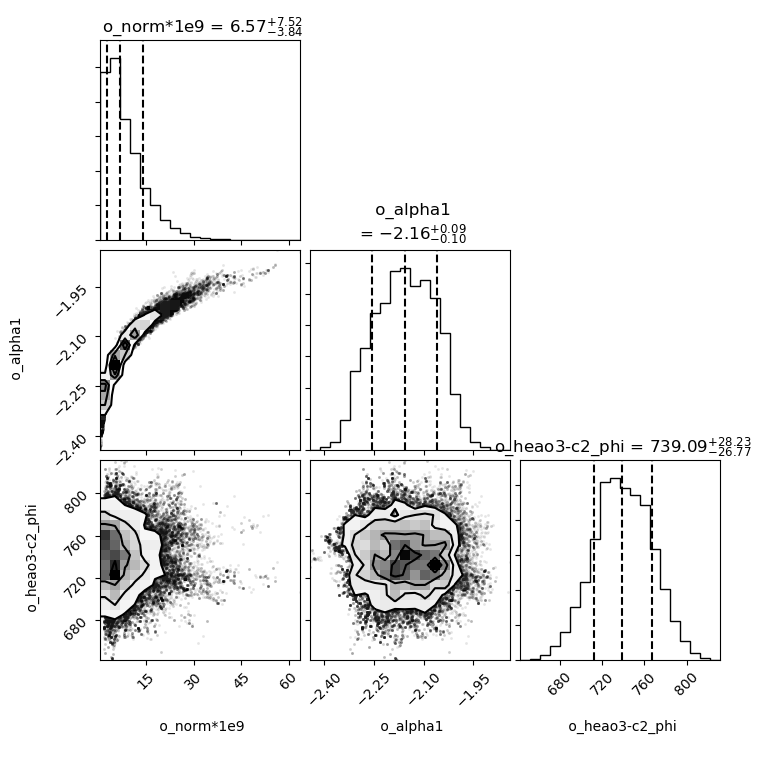 o_norm*1e9 = 6.57+7.52−3.84
o_alpha1
= −2.16+0.09−0.10
−1.95
−2.10
−2.25
−2.40
o_alpha1
o_heao3-c2_phi = 739.09+28.23−26.77
800
760
720
680
o_heao3-c2_phi
15 30 45 60
−2.40 −2.25 −2.10 −1.95
680 720 760 800
o_norm*1e9 o_alpha1 o_heao3-c2_phi